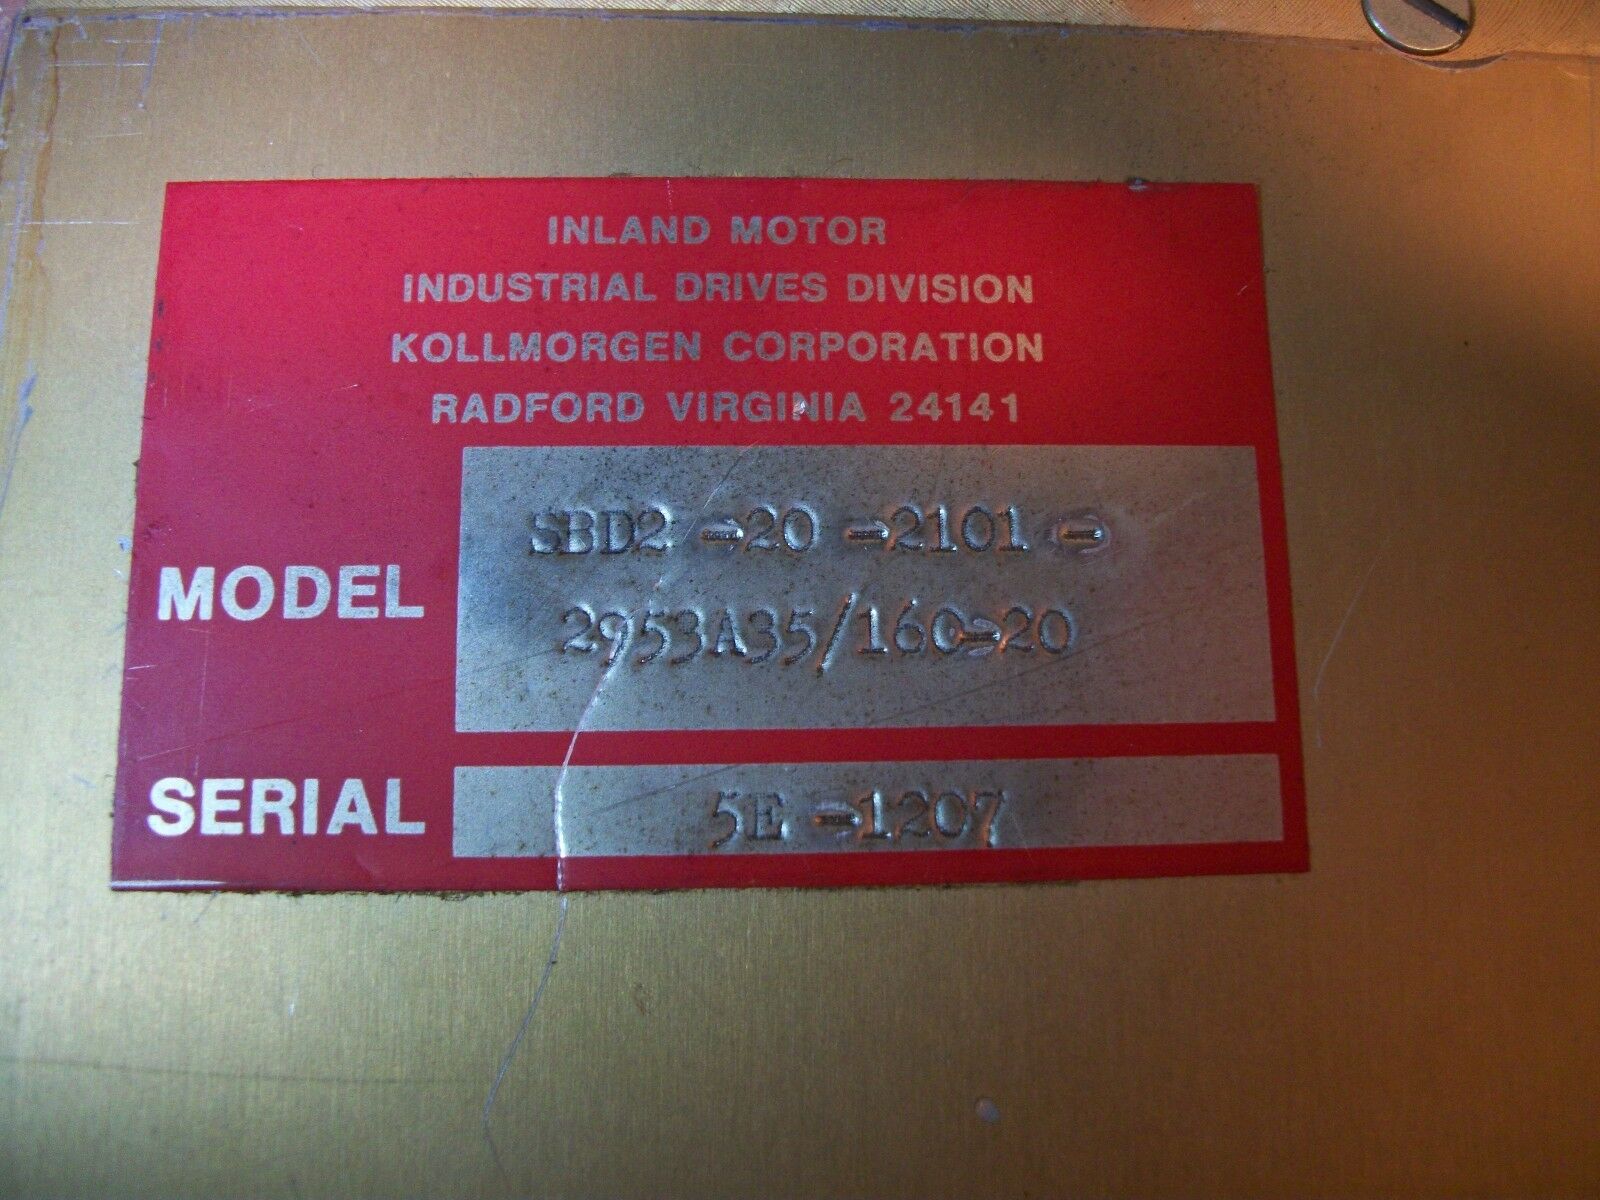 INLAND MOTOR
INDUSTRIAL DRIVES DIVISION
KOLLMORGEN CORPORATION
RADFORD VIRGINIA 24141
MODEL
SBD2 -20 -2101 -
2953A35/160-20
SERIAL
5E -1207